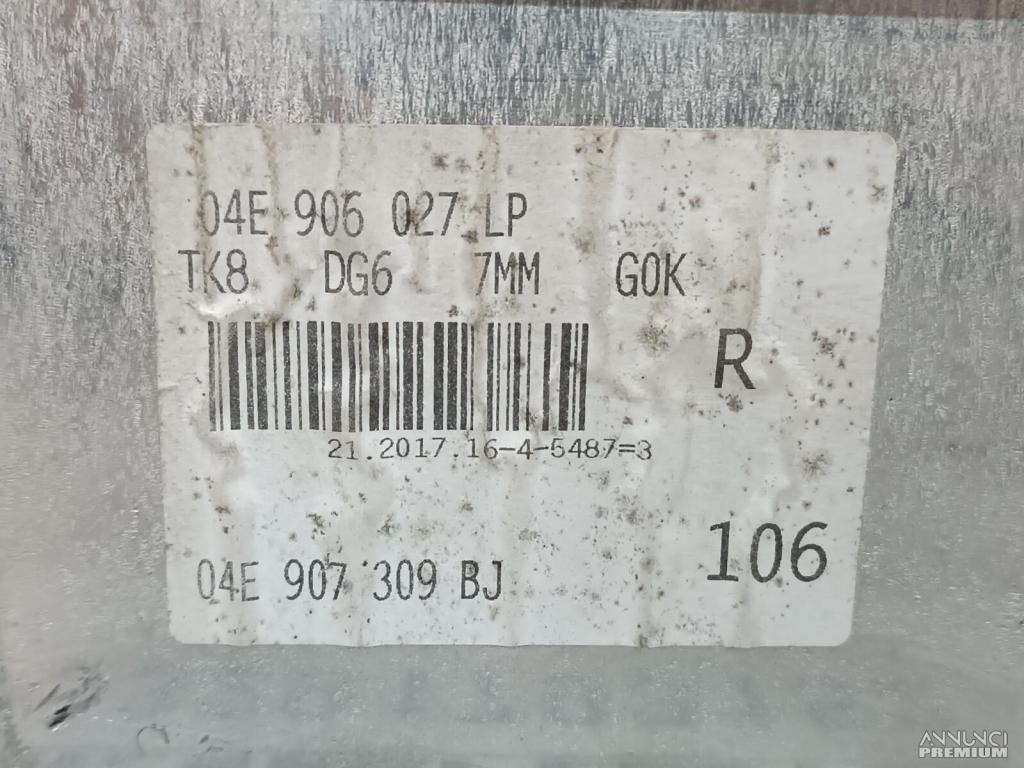 04E 906 027 LP
TK8 DG6 7MM G0K
R
21.2017.16-4-5487=3
106
04E 907 309 BJ
ANNUNCI
PREMIUM